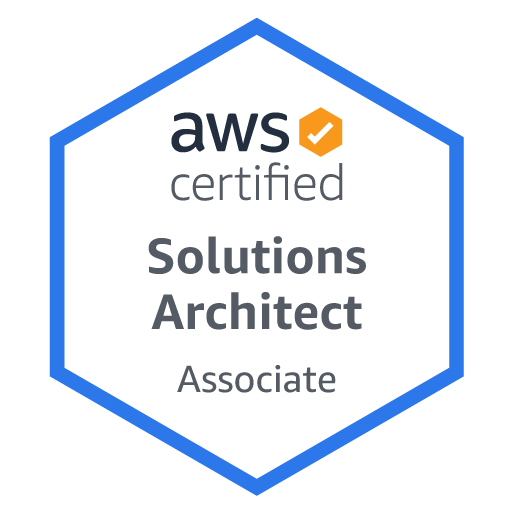 aws
certified
Solutions
Architect
Associate